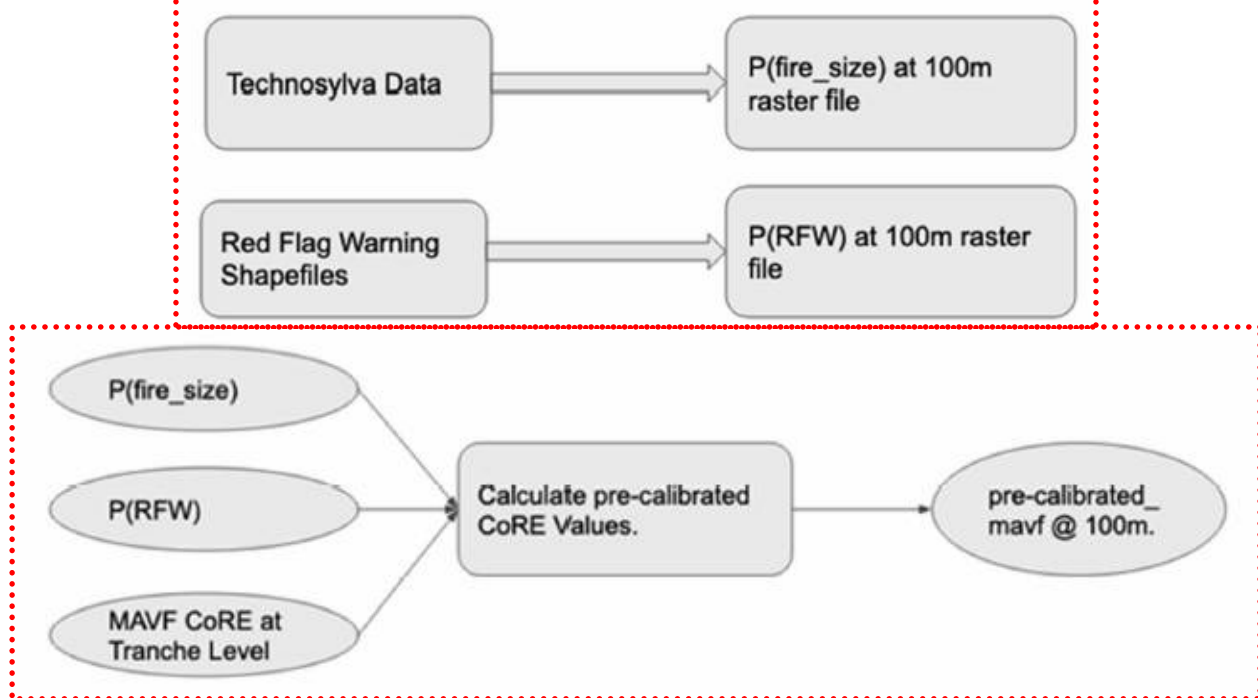 Technosylva Data
P(fire_size) at 100m
raster file
Red Flag Warning
Shapefiles
P(RFW) at 100m raster
file
P(fire_size)
P(RFW)
MAVF CoRE at
Tranche Level
Calculate pre-calibrated
CoRE Values.
pre-calibrated_
mavf @ 100m.